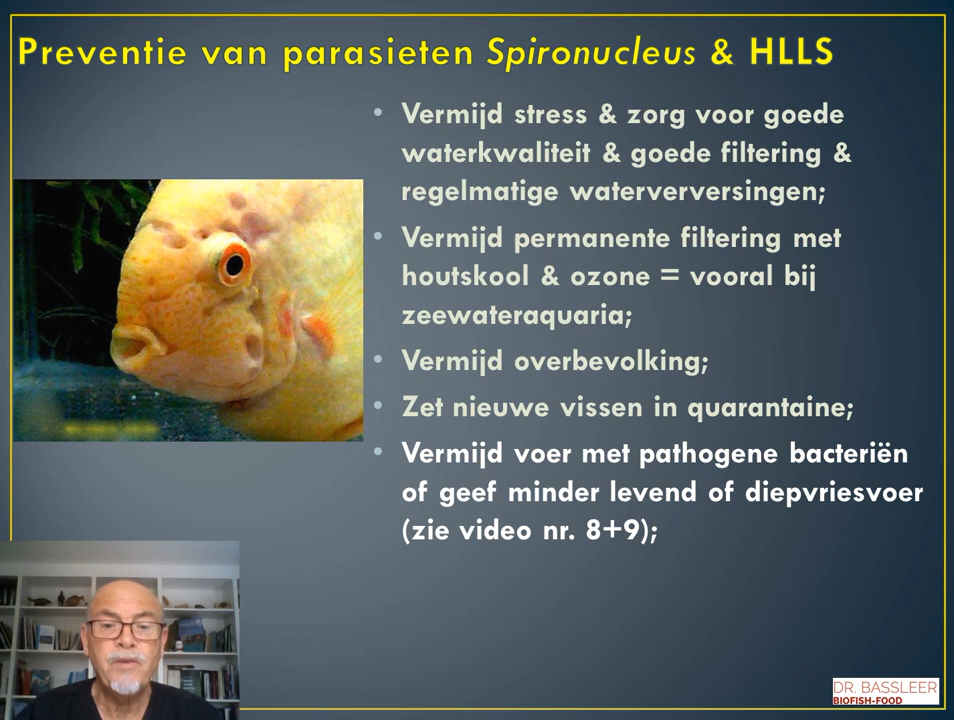 Preventie van parasieten Spironucleus & HLLS
• Vermijd stress & zorg voor goede
waterkwaliteit & goede filtering &
regelmatige waterverversingen;
• Vermijd permanente filtering met
houtskool & ozone = vooral bij
zeewateraquaria;
• Vermijd overbevolking;
• Zet nieuwe vissen in quarantaine;
• Vermijd voer met pathogene bacteriën
of geef minder levend of diepvriesvoer
(zie video nr. 8+9);
DR. BASSLEER
BIOFISH-FOOD